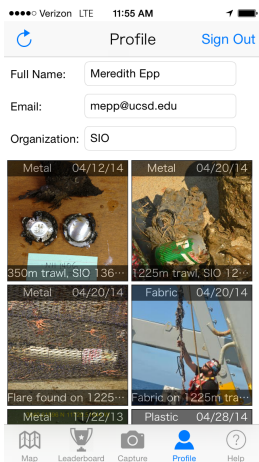 Verizon LTE 11:55 AM
Profile
Sign Out
Full Name: Meredith Epp
Email: mepp@ucsd.edu
Organization: SIO
Metal 04/12/14
Metal 04/20/14
350m trawl, SIO 136…
1225m trawl, SIO 12…
Metal 04/20/14
Fabric 04/20/14
Flare found on 1225…
Fabric on 1225m tra…
Metal 11/22/13
Plastic 04/28/14
Map
Leaderboard
Capture
Profile
Help